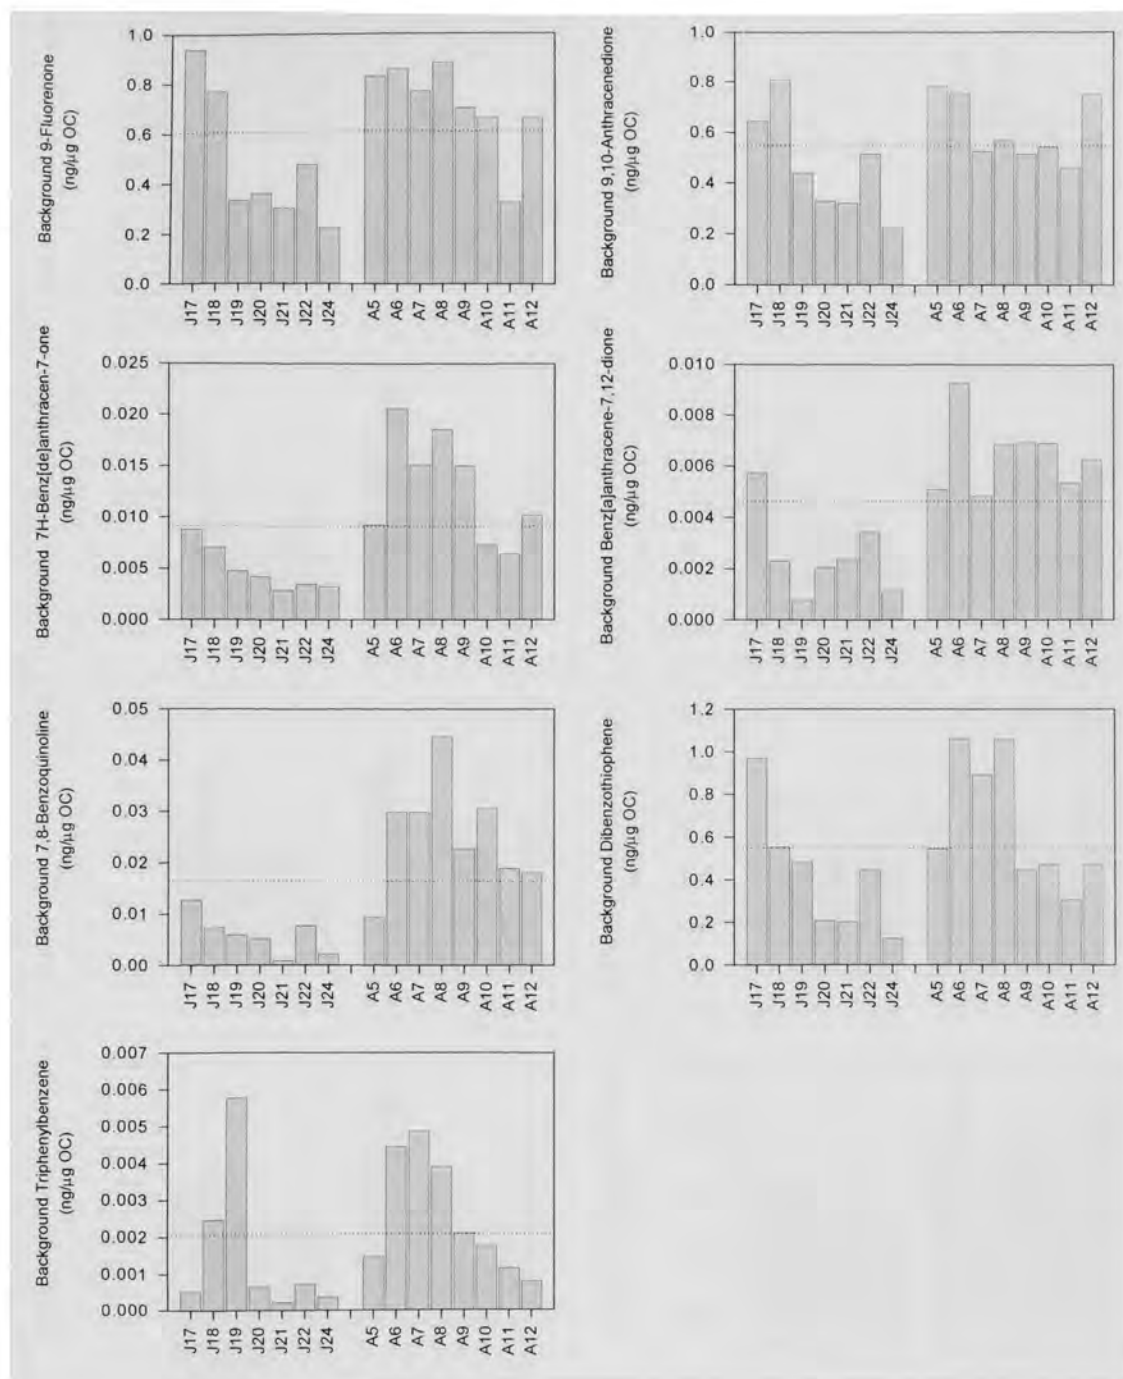 Background 9-Fluorenone
(ng/µg OC)
1.0
0.8
0.6
0.4
0.2
0.0
J17 J18 J19 J20 J21 J22 J24 A5 A6 A7 A8 A9 A10 A11 A12
Background 9,10-Anthracenedione
(ng/µg OC)
1.0
0.8
0.6
0.4
0.2
0.0
J17 J18 J19 J20 J21 J22 J24 A5 A6 A7 A8 A9 A10 A11 A12
Background 7H-Benz[de]anthracen-7-one
(ng/µg OC)
0.025
0.020
0.015
0.010
0.005
0.000
J17 J18 J19 J20 J21 J22 J24 A5 A6 A7 A8 A9 A10 A11 A12
Background Benz[a]anthracene-7,12-dione
(ng/µg OC)
0.010
0.008
0.006
0.004
0.002
0.000
J17 J18 J19 J20 J21 J22 J24 A5 A6 A7 A8 A9 A10 A11 A12
Background 7,8-Benzoquinoline
(ng/µg OC)
0.05
0.04
0.03
0.02
0.01
0.00
J17 J18 J19 J20 J21 J22 J24 A5 A6 A7 A8 A9 A10 A11 A12
Background Dibenzothiophene
(ng/µg OC)
1.2
1.0
0.8
0.6
0.4
0.2
0.0
J17 J18 J19 J20 J21 J22 J24 A5 A6 A7 A8 A9 A10 A11 A12
Background Triphenylbenzene
(ng/µg OC)
0.007
0.006
0.005
0.004
0.003
0.002
0.001
0.000
J17 J18 J19 J20 J21 J22 J24 A5 A6 A7 A8 A9 A10 A11 A12